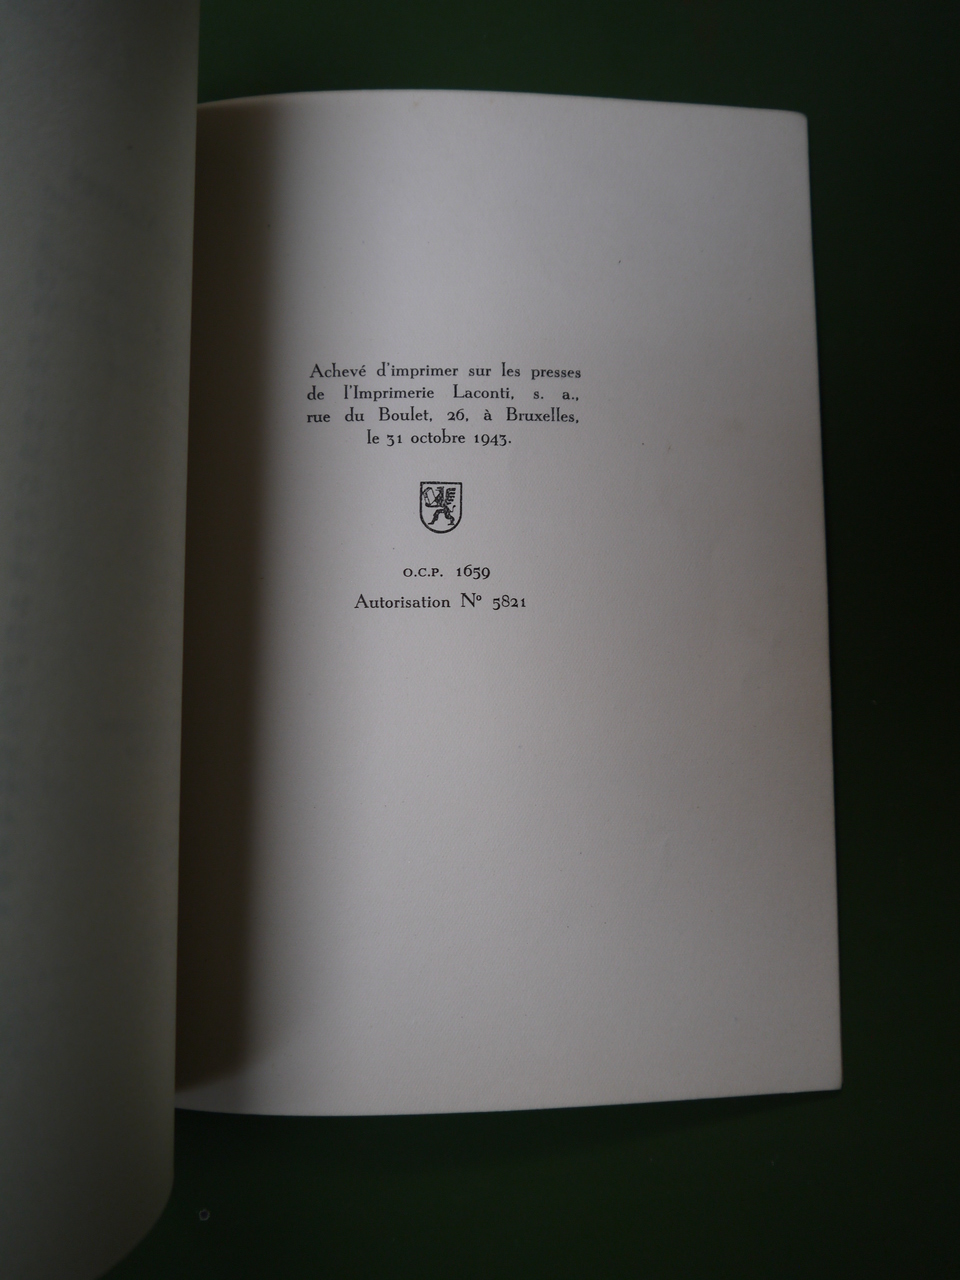 Achevé d'imprimer sur les presses
de l'Imprimerie Laconti, s. a.,
rue du Boulet, 26, à Bruxelles,
le 31 octobre 1943.
O.C.P. 1659
Autorisation Nº 5821